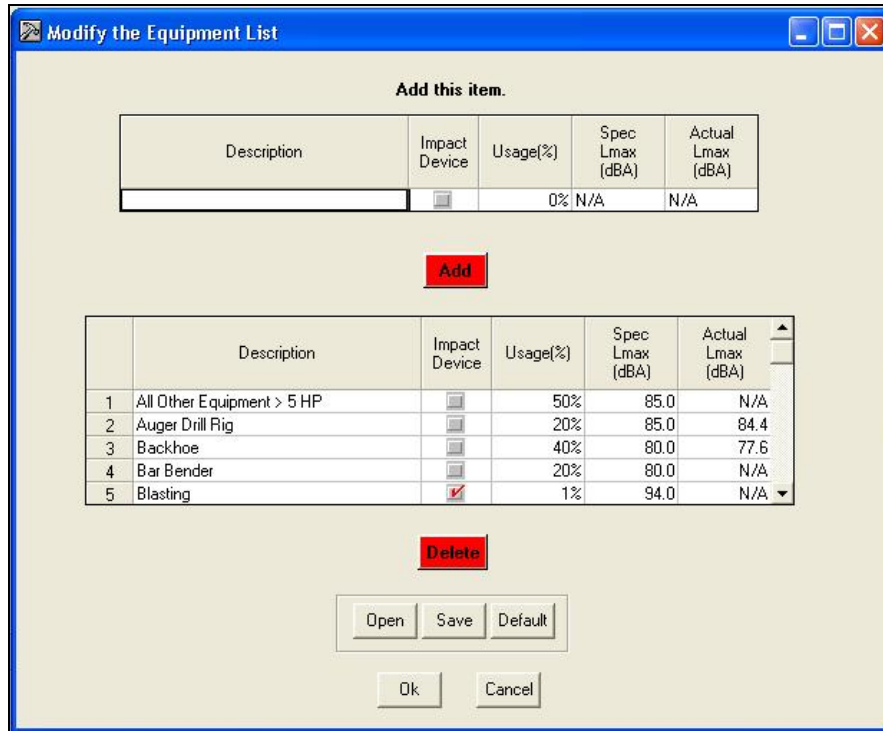 Modify the Equipment List
Add this item.
Description Impact Device Usage(%) Spec Lmax (dBA) Actual Lmax (dBA)
0% N/A N/A
Add
Description Impact Device Usage(%) Spec Lmax (dBA) Actual Lmax (dBA)
1 All Other Equipment > 5 HP 50% 85.0 N/A
2 Auger Drill Rig 20% 85.0 84.4
3 Backhoe 40% 80.0 77.6
4 Bar Bender 20% 80.0 N/A
5 Blasting 1% 94.0 N/A
Delete
Open Save Default
Ok Cancel